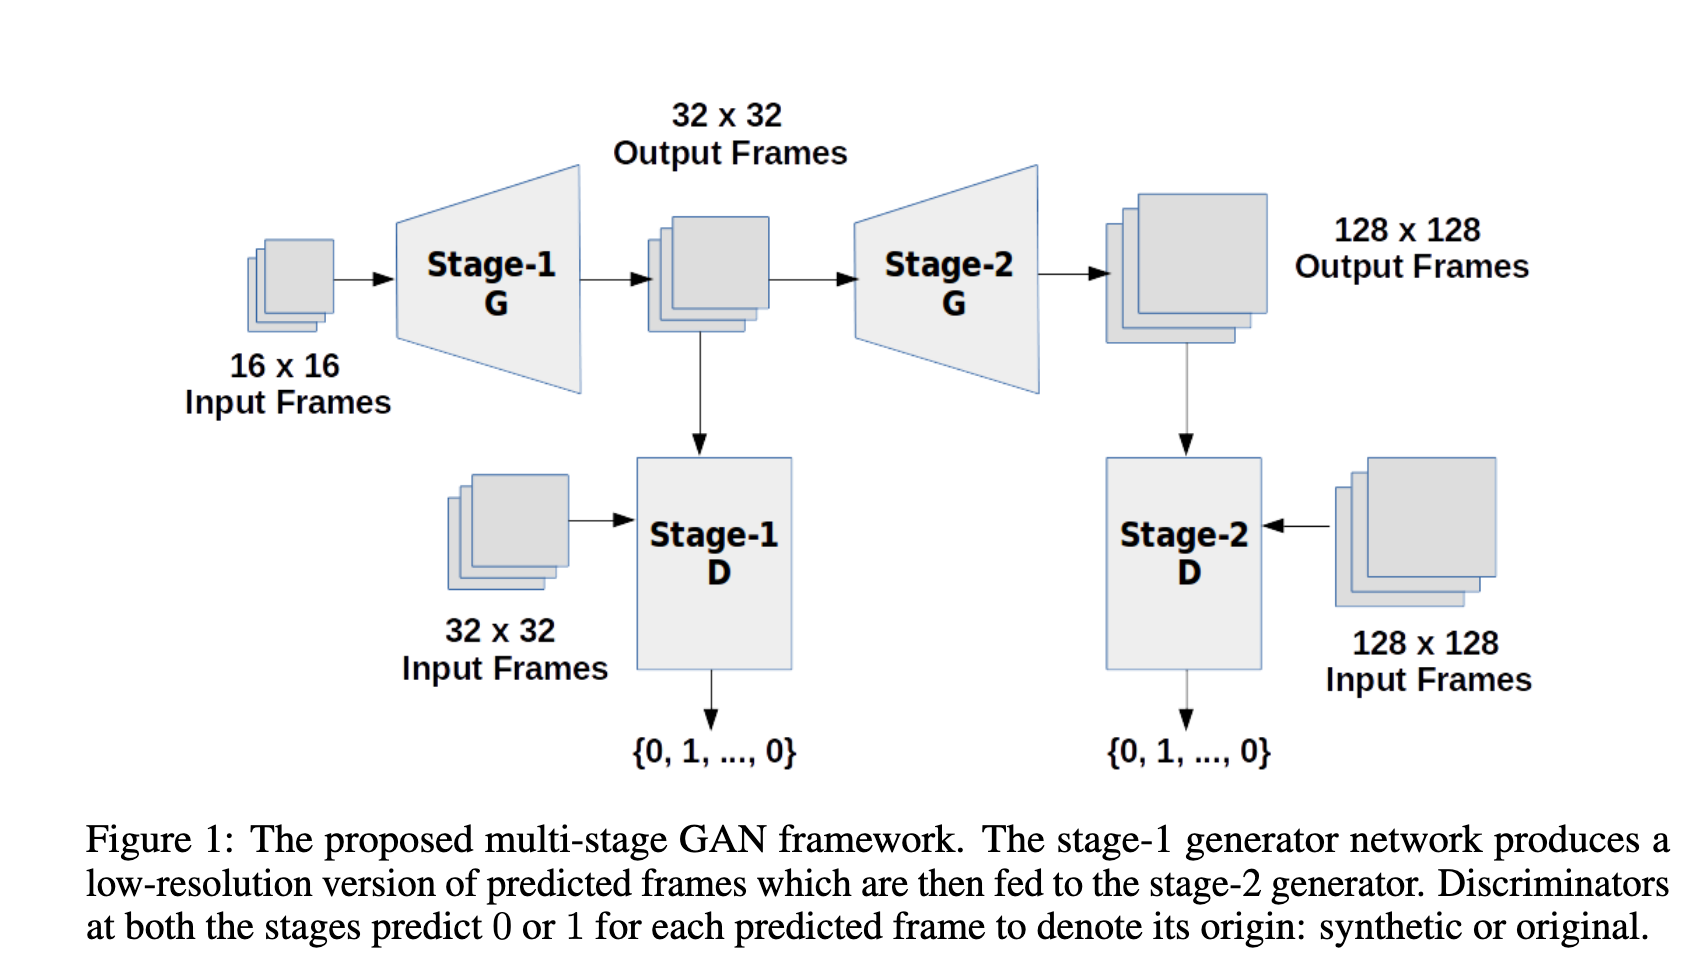 32 x 32
Output Frames
128 x 128
Output Frames
Stage-1
G
Stage-2
G
16 x 16
Input Frames
Stage-1
D
Stage-2
D
32 x 32
Input Frames
128 x 128
Input Frames
{0, 1, ..., 0}
{0, 1, ..., 0}
Figure 1: The proposed multi-stage GAN framework. The stage-1 generator network produces a
low-resolution version of predicted frames which are then fed to the stage-2 generator. Discriminators
at both the stages predict 0 or 1 for each predicted frame to denote its origin: synthetic or original.